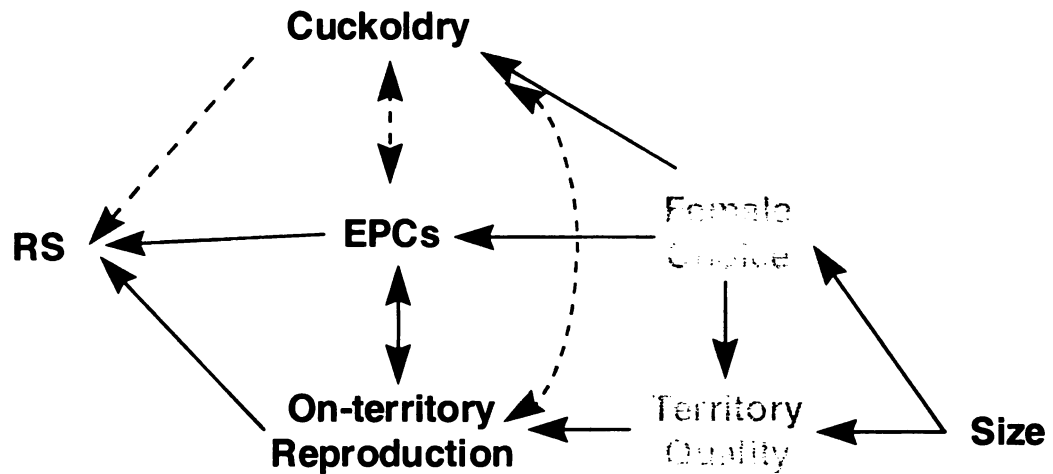 Cuckoldry
Female
Choice
RS
EPCs
On-territory
Reproduction
Territory
Quality
Size